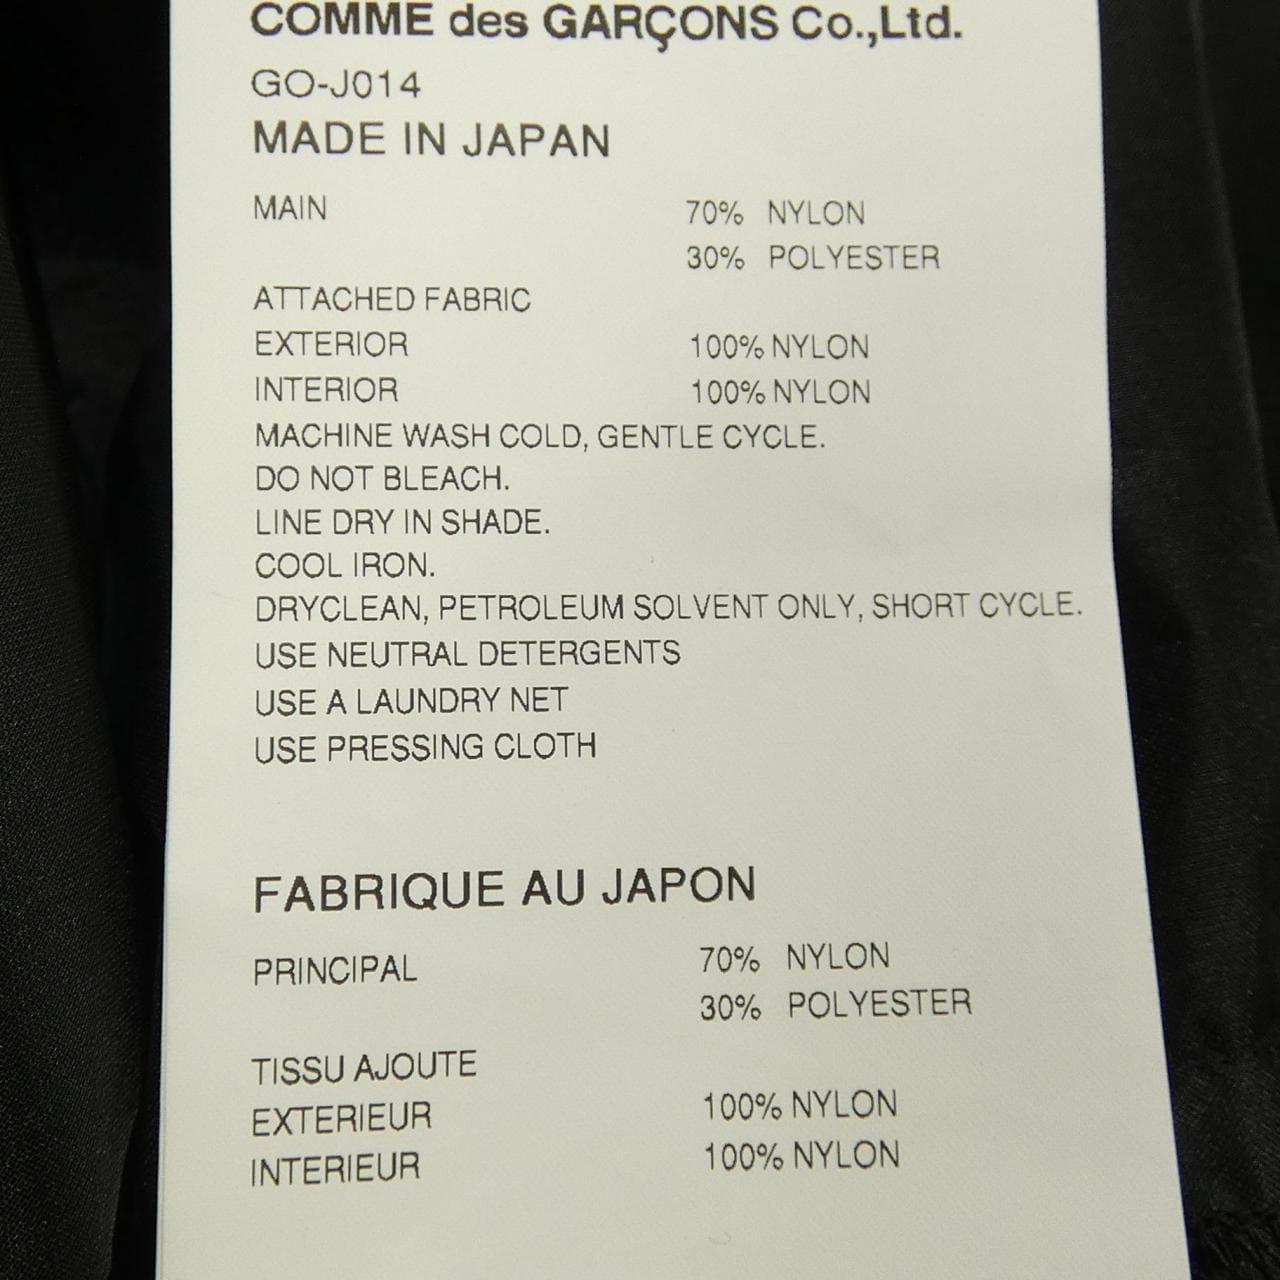 COMME des GARÇONS Co.,Ltd.
GO-J014
MADE IN JAPAN
MAIN 70% NYLON
30% POLYESTER
ATTACHED FABRIC
EXTERIOR 100% NYLON
INTERIOR 100% NYLON
MACHINE WASH COLD, GENTLE CYCLE.
DO NOT BLEACH.
LINE DRY IN SHADE.
COOL IRON.
DRYCLEAN, PETROLEUM SOLVENT ONLY, SHORT CYCLE.
USE NEUTRAL DETERGENTS
USE A LAUNDRY NET
USE PRESSING CLOTH
FABRIQUE AU JAPON
PRINCIPAL 70% NYLON
30% POLYESTER
TISSU AJOUTE
EXTERIEUR 100% NYLON
INTERIEUR 100% NYLON